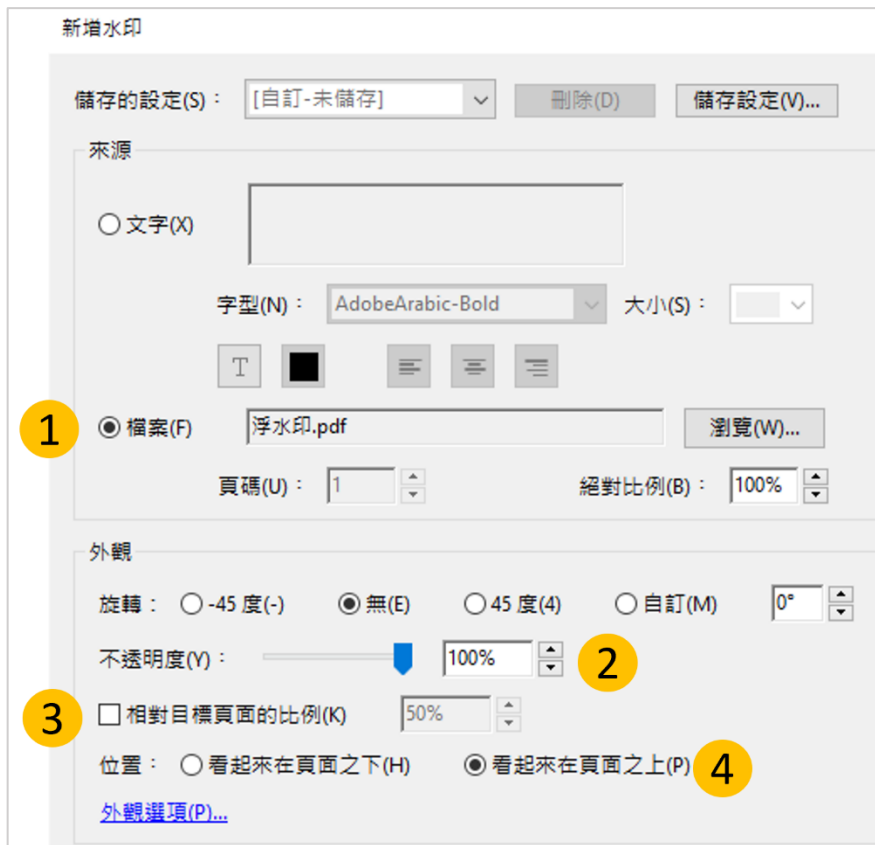 新增水印
儲存的設定(S)： [自訂-未儲存] 刪除(D) 儲存設定(V)...
來源
文字(X)
字型(N)： AdobeArabic-Bold 大小(S)：
T
1 檔案(F) 浮水印.pdf 瀏覽(W)...
頁碼(U)： 1 絕對比例(B)： 100%
外觀
旋轉： -45 度(-) 無(E) 45 度(4) 自訂(M) 0°
不透明度(Y)： 100% 2
3 相對目標頁面的比例(K) 50%
位置： 看起來在頁面之下(H) 看起來在頁面之上(P) 4
外觀選項(P)...